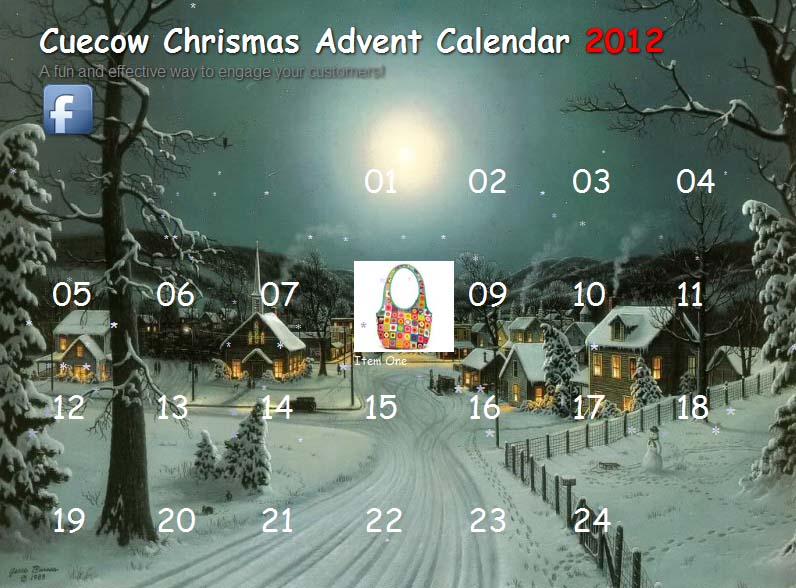 Cuecow Chrismas Advent Calendar 2012
A fun and effective way to engage your customers!
f
01 02 03 04
05 06 07 09 10 11
Item One
12 13 14 15 16 17 18
19 20 21 22 23 24
© 1988